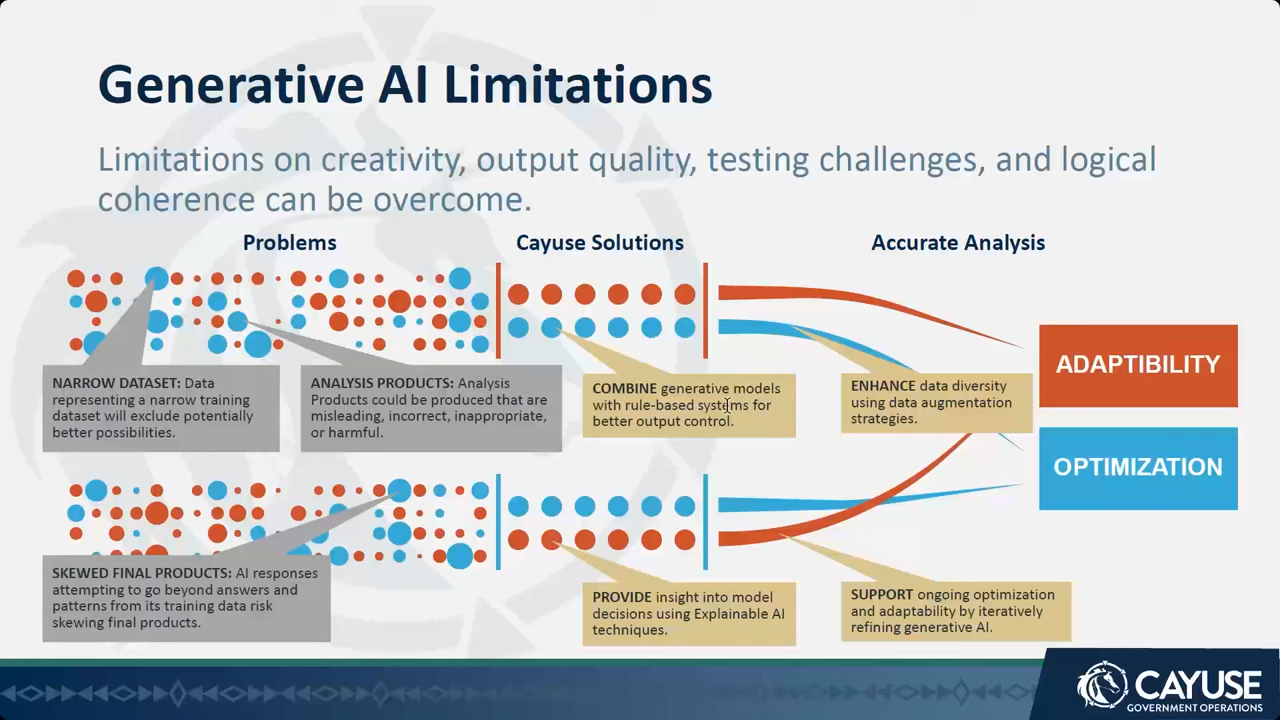 Generative AI Limitations
Limitations on creativity, output quality, testing challenges, and logical
coherence can be overcome.
Problems
Cayuse Solutions
Accurate Analysis
NARROW DATASET: Data
representing a narrow training
dataset will exclude potentially
better possibilities.
ANALYSIS PRODUCTS: Analysis
Products could be produced that are
misleading, incorrect, inappropriate,
or harmful.
COMBINE generative models
with rule-based systems for
better output control.
ENHANCE data diversity
using data augmentation
strategies.
ADAPTIBILITY
OPTIMIZATION
SKEWED FINAL PRODUCTS: AI responses
attempting to go beyond answers and
patterns from its training data risk
skewing final products.
PROVIDE insight into model
decisions using Explainable AI
techniques.
SUPPORT ongoing optimization
and adaptability by iteratively
refining generative AI.
CAYUSE
GOVERNMENT OPERATIONS